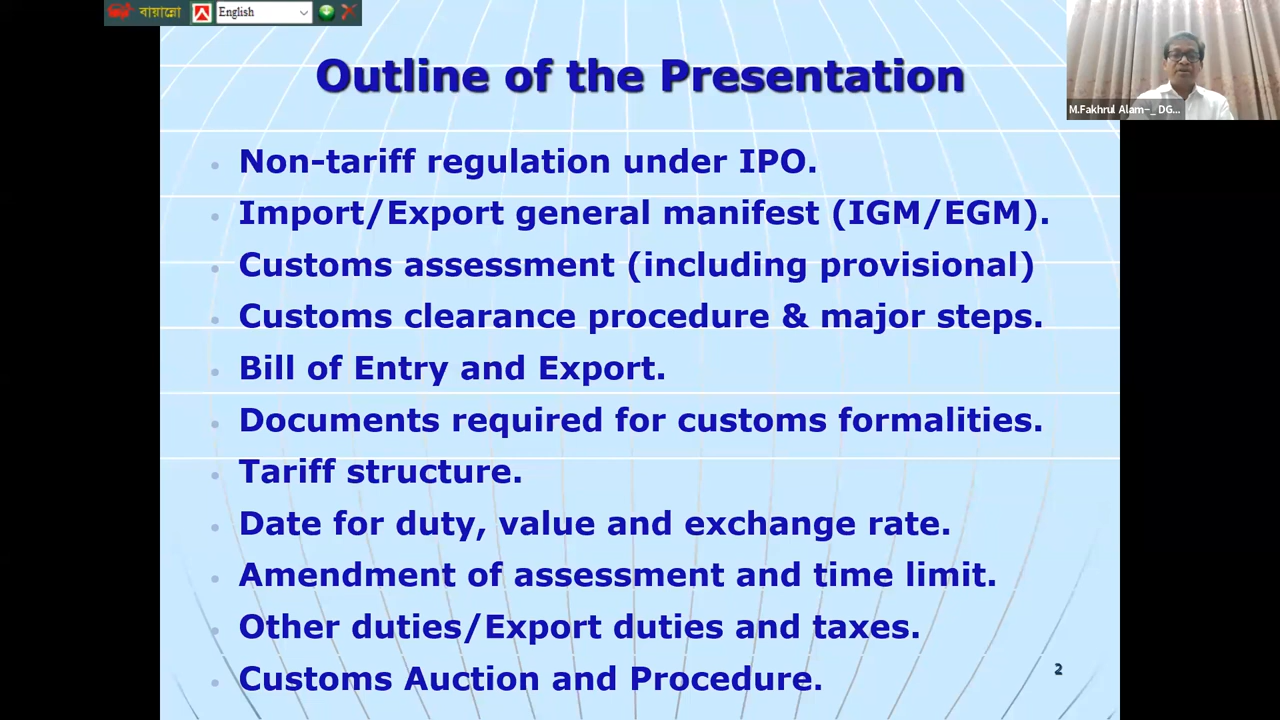 বায়ান্নো English
Outline of the Presentation
M.Fakhrul Alam-_ DG...
Non-tariff regulation under IPO.
Import/Export general manifest (IGM/EGM).
Customs assessment (including provisional)
Customs clearance procedure & major steps.
Bill of Entry and Export.
Documents required for customs formalities.
Tariff structure.
Date for duty, value and exchange rate.
Amendment of assessment and time limit.
Other duties/Export duties and taxes.
Customs Auction and Procedure.
2